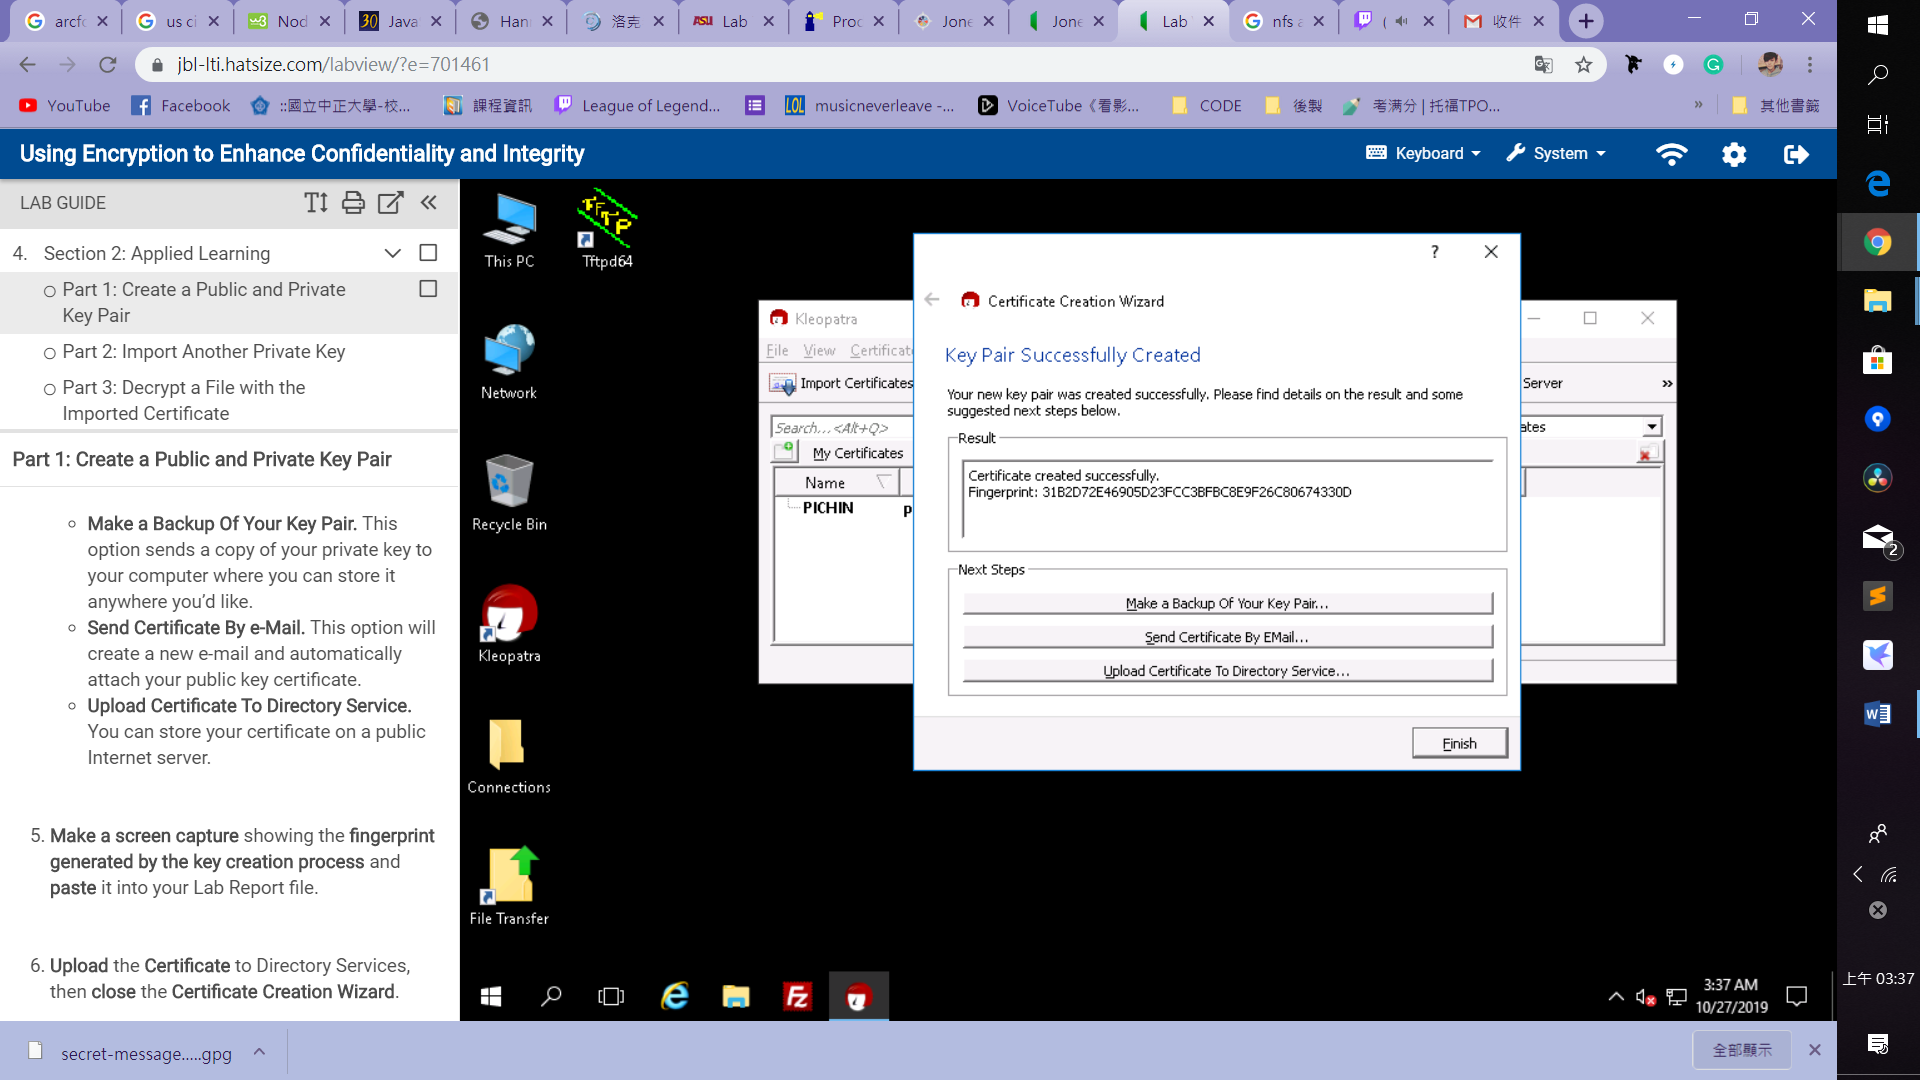 arcfo
us ci
Nod
Java
Han
洛克
ASU Lab
Proc
Jone
Jone
Lab
nfs a
(
收件
jbl-lti.hatsize.com/labview/?e=701461
YouTube
Facebook
::國立中正大學-校...
課程資訊
League of Legend...
musicneverleave -...
VoiceTube《看影...
CODE
後製
考满分 | 托福TPO...
»
其他書籤
Using Encryption to Enhance Confidentiality and Integrity
Keyboard
System
LAB GUIDE
4. Section 2: Applied Learning
Part 1: Create a Public and Private
Key Pair
Part 2: Import Another Private Key
Part 3: Decrypt a File with the
Imported Certificate
Part 1: Create a Public and Private Key Pair
Make a Backup Of Your Key Pair. This
option sends a copy of your private key to
your computer where you can store it
anywhere you’d like.
Send Certificate By e-Mail. This option will
create a new e-mail and automatically
attach your public key certificate.
Upload Certificate To Directory Service.
You can store your certificate on a public
Internet server.
5. Make a screen capture showing the fingerprint
generated by the key creation process and
paste it into your Lab Report file.
6. Upload the Certificate to Directory Services,
then close the Certificate Creation Wizard.
This PC
Tftpd64
Network
Recycle Bin
Kleopatra
Connections
File Transfer
Kleopatra
File View Certificat
Import Certificates
Server
»
Search...<Alt+Q>
ates
My Certificates
Name
PICHIN p
?
Certificate Creation Wizard
Key Pair Successfully Created
Your new key pair was created successfully. Please find details on the result and some
suggested next steps below.
Result
Certificate created successfully.
Fingerprint: 31B2D72E46905D23FCC3BFBC8E9F26C80674330D
Next Steps
Make a Backup Of Your Key Pair...
Send Certificate By EMail...
Upload Certificate To Directory Service...
Finish
3:37 AM
10/27/2019
2
上午 03:37
secret-message.....gpg
全部顯示